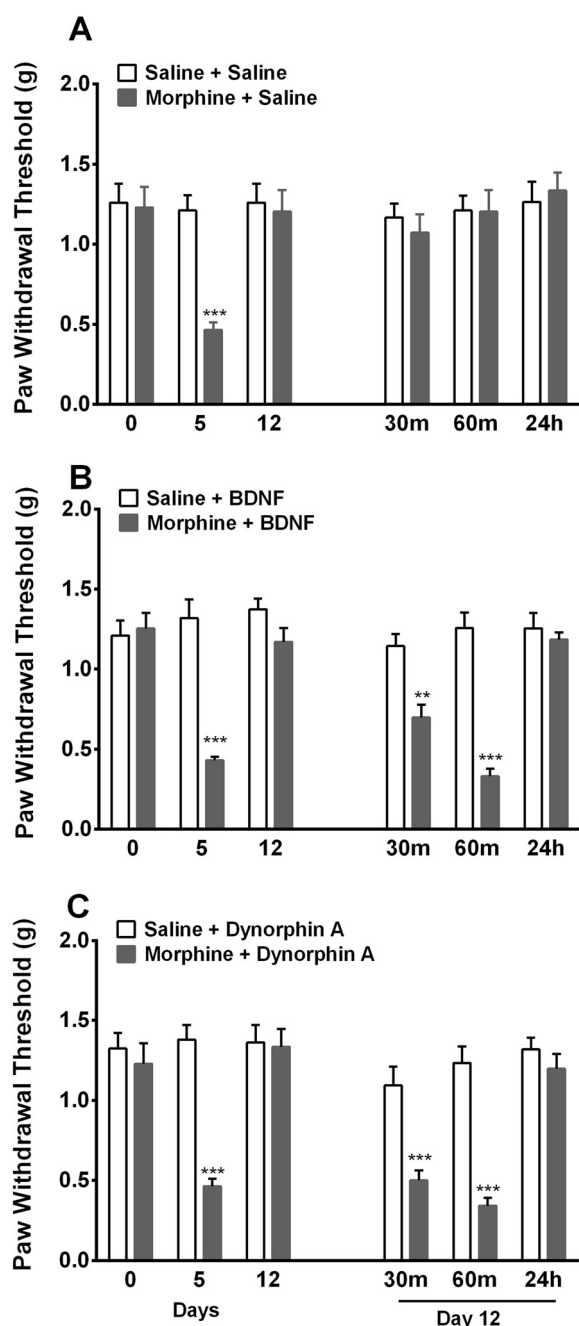 A
Saline + Saline
Morphine + Saline
Paw Withdrawal Threshold (g)
2.0
1.5
1.0
0.5
0.0
***
0 5 12 30m 60m 24h
B
Saline + BDNF
Morphine + BDNF
Paw Withdrawal Threshold (g)
2.0
1.5
1.0
0.5
0.0
*** ** ***
0 5 12 30m 60m 24h
C
Saline + Dynorphin A
Morphine + Dynorphin A
Paw Withdrawal Threshold (g)
2.0
1.5
1.0
0.5
0.0
*** *** ***
0 5 12 30m 60m 24h
Days Day 12